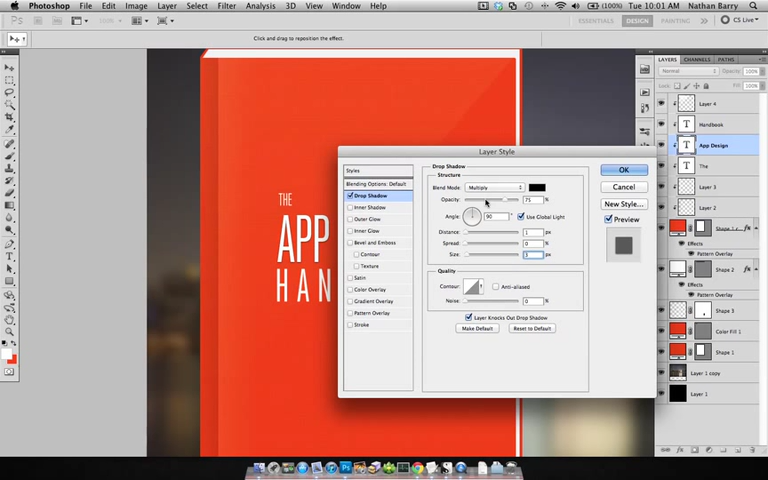 Photoshop File Edit Image Layer Select Filter Analysis 3D View Window Help (100%) Tue 10:01 AM Nathan Barry
Ps ESSENTIALS DESIGN PAINTING CS Live
Click and drag to reposition the effect.
LAYERS CHANNELS PATHS
Normal Opacity: 100%
Lock: Fill: 100%
Layer 4
T Handbook
T App Design
T The
Layer 3
Layer 2
Effects
Pattern Overlay
Shape 2
Effects
Pattern Overlay
Shape 3
Color Fill 1
Shape 1
Layer 1 copy
Layer 1
THE
APP
HAN
Layer Style
Styles
Blending Options: Default
Drop Shadow
Inner Shadow
Outer Glow
Inner Glow
Bevel and Emboss
Contour
Texture
Satin
Color Overlay
Gradient Overlay
Pattern Overlay
Stroke
Drop Shadow
Structure
Blend Mode: Multiply
Opacity: 75 %
Angle: 90 ° Use Global Light
Distance: 1 px
Spread: 0 %
Size: 3 px
Quality
Contour: Anti-aliased
Noise: 0 %
Layer Knocks Out Drop Shadow
Make Default Reset to Default
OK
Cancel
New Style...
Preview